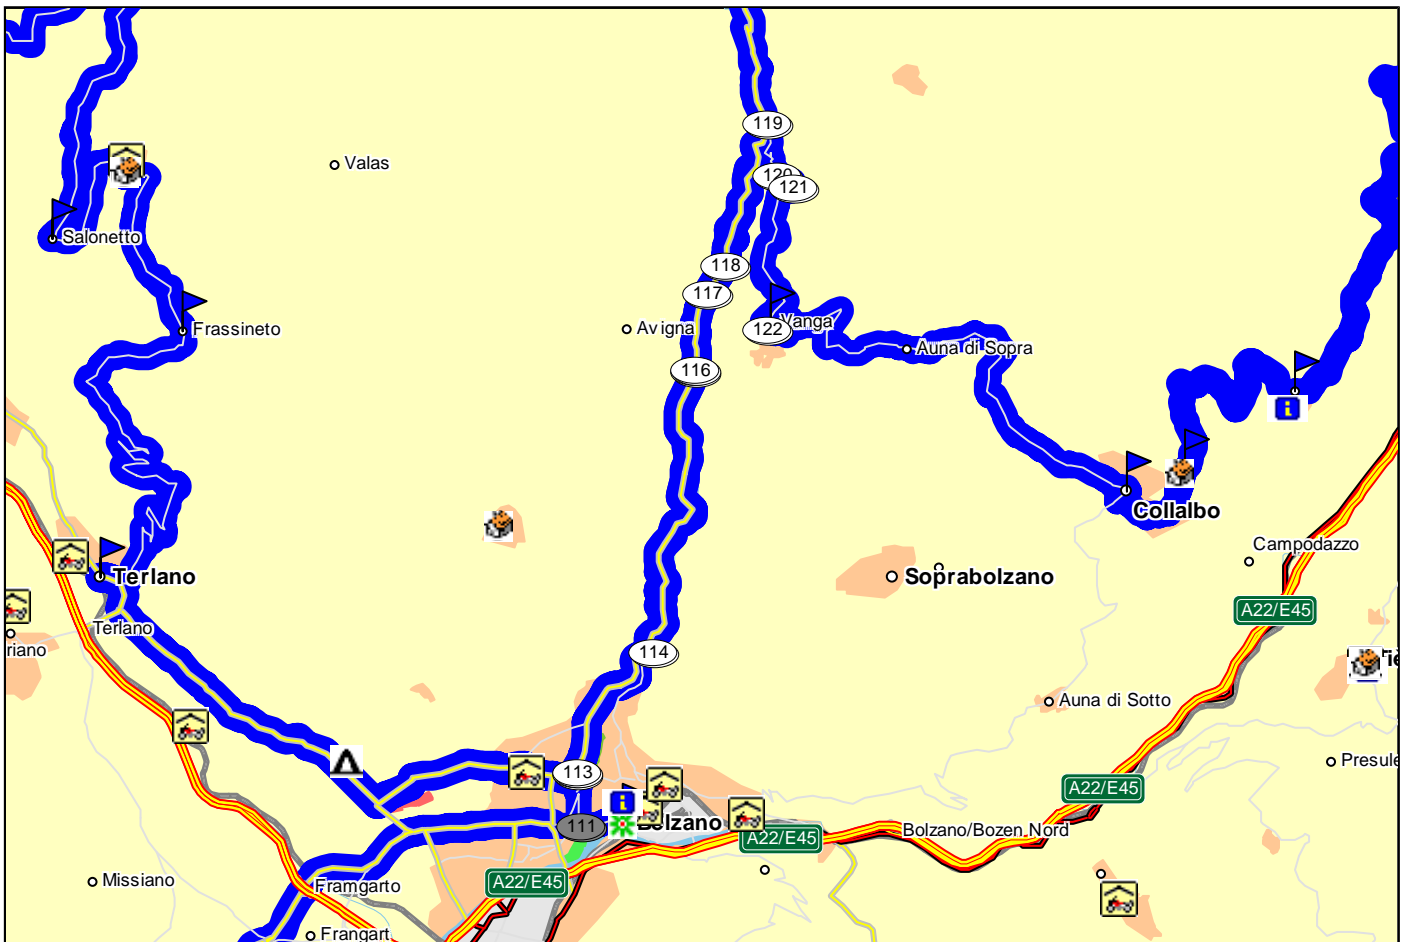 119
Valas
120
121
Salonetto
118
117
Vanga
122
Frassineto
Avigna
Auna di Sopra
116
Collalbo
Campodazzo
Terlano
Soprabolzano
A22/E45
Terlano
riano
114
Auna di Sotto
Presule
113
A22/E45
111
Bolzano
Bolzano/Bozen Nord
A22/E45
Missiano
Framgarto
A22/E45
Frangart